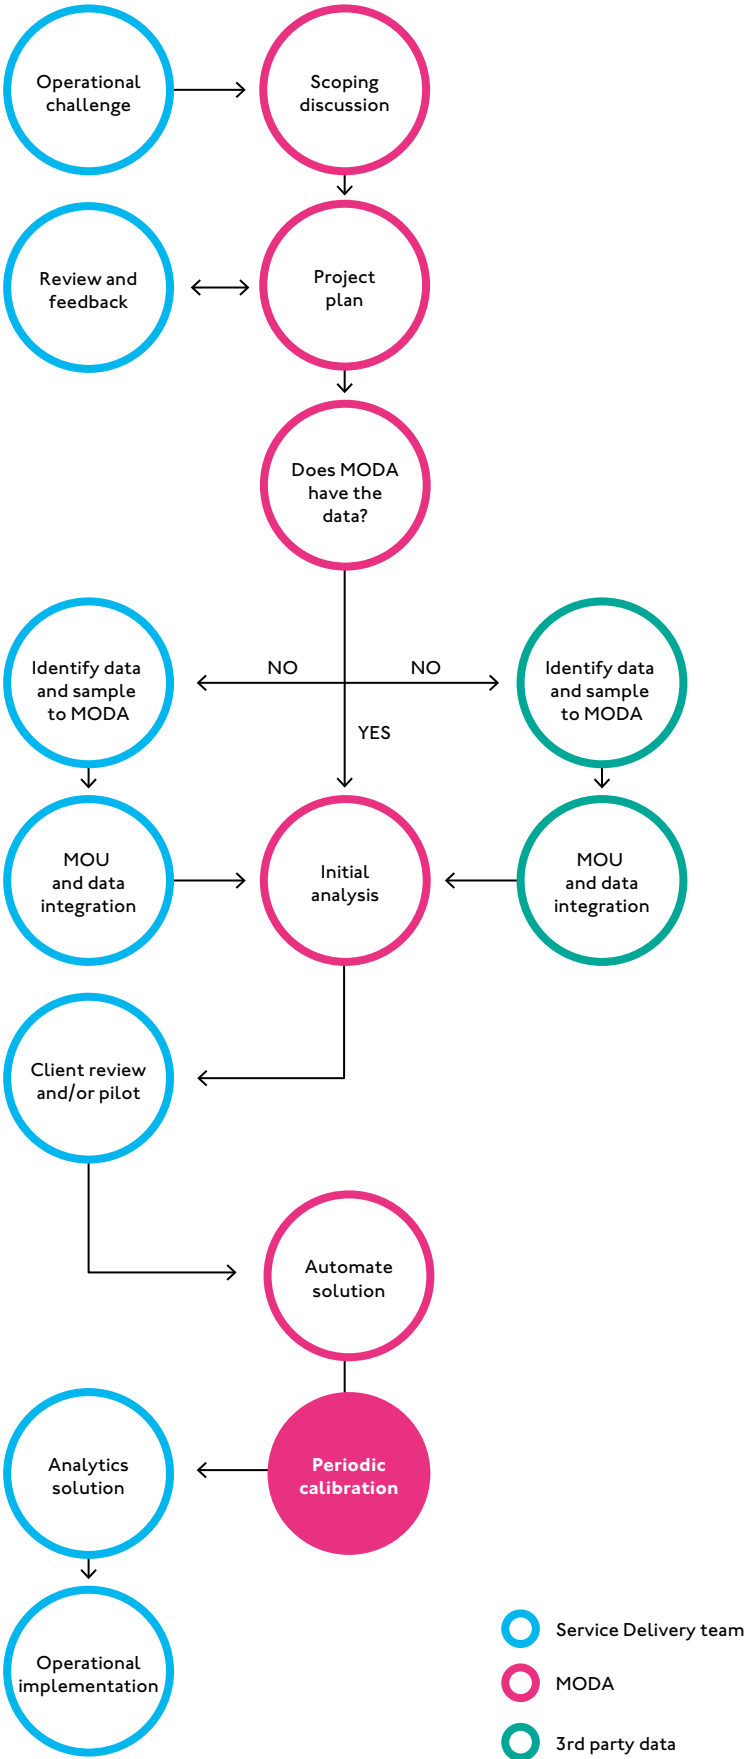 Operational
challenge
Scoping
discussion
Review and
feedback
Project
plan
Does MODA
have the
data?
NO
NO
YES
Identify data
and sample
to MODA
Identify data
and sample
to MODA
MOU
and data
integration
Initial
analysis
MOU
and data
integration
Client review
and/or pilot
Automate
solution
Periodic
calibration
Analytics
solution
Operational
implementation
Service Delivery team
MODA
3rd party data